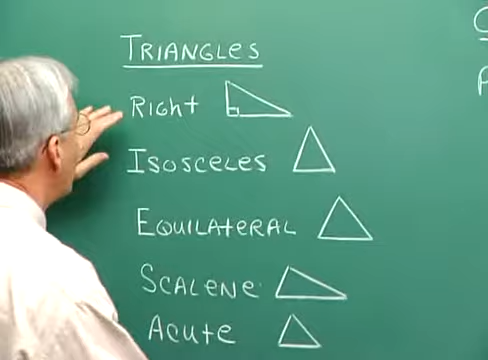 TRIANGLES
Right
ISOSCELES
EQUILATERAL
SCALENE
ACUTE